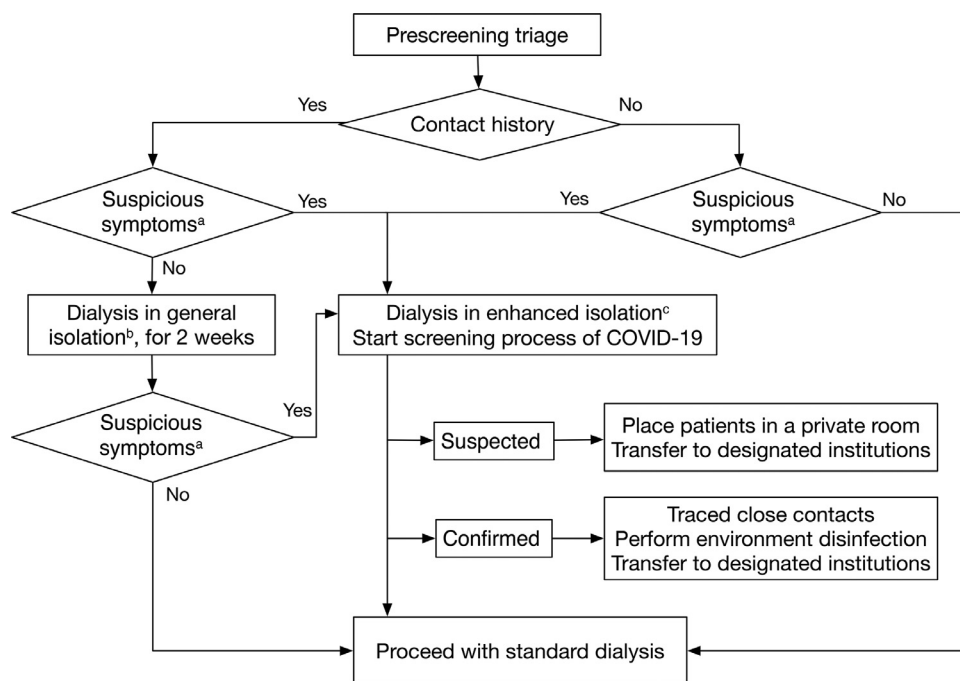 Prescreening triage
Yes
No
Contact history
Suspicious
symptomsᵃ
Yes
Yes
Suspicious
symptomsᵃ
No
No
Dialysis in general
isolationᵇ, for 2 weeks
Dialysis in enhanced isolationᶜ
Start screening process of COVID-19
Suspicious
symptomsᵃ
Yes
No
Suspected
Place patients in a private room
Transfer to designated institutions
Confirmed
Traced close contacts
Perform environment disinfection
Transfer to designated institutions
Proceed with standard dialysis